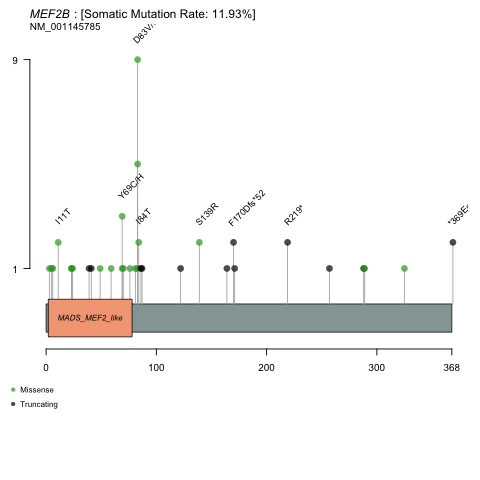 MEF2B : [Somatic Mutation Rate: 11.93%]
NM_001145785
D83V/
9
Y69C/H
I11T
I84T
S139R
F170Dfs*52
R219*
*369E
1
MADS_MEF2_like
0 100 200 300 368
Missense
Truncating